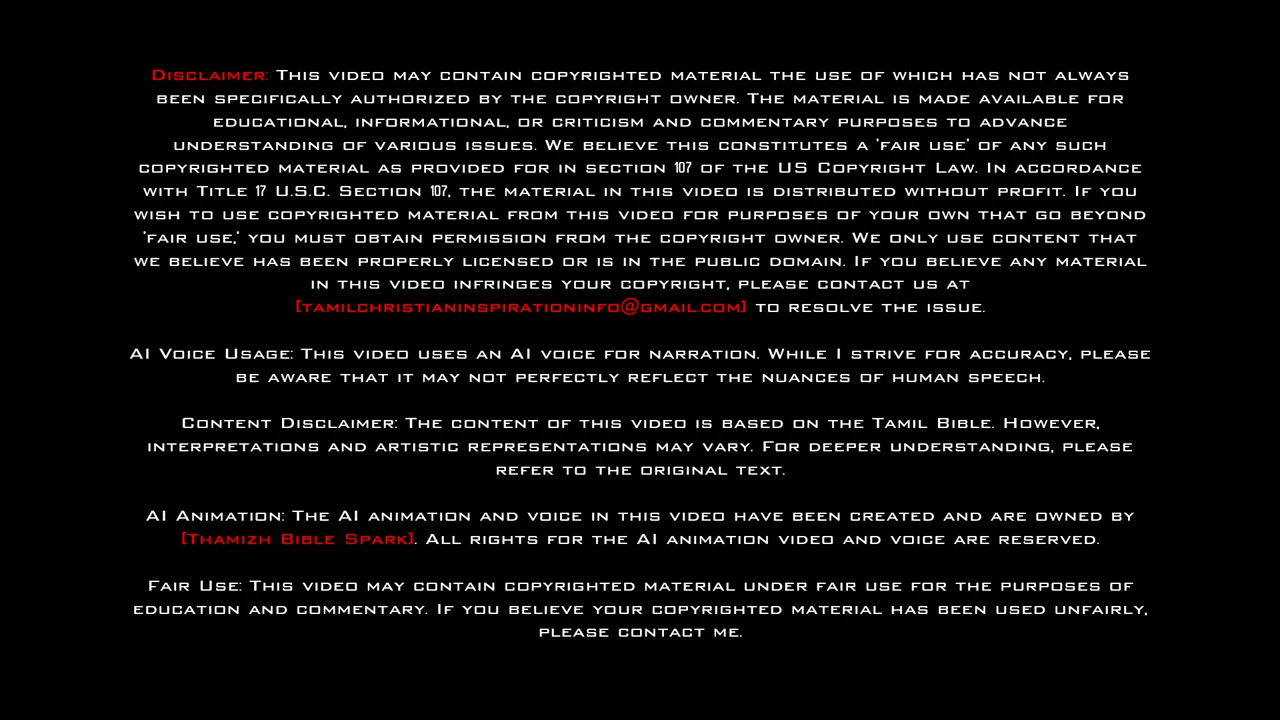 Disclaimer: This video may contain copyrighted material the use of which has not always
been specifically authorized by the copyright owner. The material is made available for
educational, informational, or criticism and commentary purposes to advance
understanding of various issues. We believe this constitutes a 'fair use' of any such
copyrighted material as provided for in section 107 of the US Copyright Law. In accordance
with Title 17 U.S.C. Section 107, the material in this video is distributed without profit. If you
wish to use copyrighted material from this video for purposes of your own that go beyond
'fair use,' you must obtain permission from the copyright owner. We only use content that
we believe has been properly licensed or is in the public domain. If you believe any material
in this video infringes your copyright, please contact us at
[tamilchristianinspirationinfo@gmail.com] to resolve the issue.
AI Voice Usage: This video uses an AI voice for narration. While I strive for accuracy, please
be aware that it may not perfectly reflect the nuances of human speech.
Content Disclaimer: The content of this video is based on the Tamil Bible. However,
interpretations and artistic representations may vary. For deeper understanding, please
refer to the original text.
AI Animation: The AI animation and voice in this video have been created and are owned by
[Thamizh Bible Spark]. All rights for the AI animation video and voice are reserved.
Fair Use: This video may contain copyrighted material under fair use for the purposes of
education and commentary. If you believe your copyrighted material has been used unfairly,
please contact me.